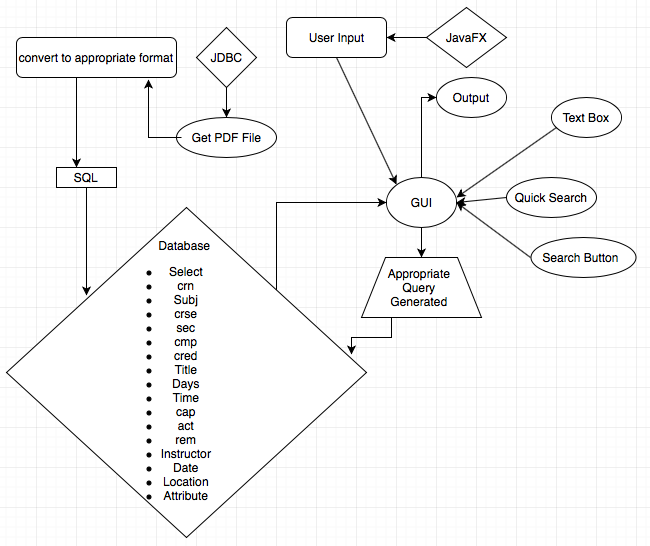 convert to appropriate format
JDBC
User Input
JavaFX
Output
Get PDF File
Text Box
SQL
GUI
Quick Search
Search Button
Database
Appropriate
Query
Generated
• Select
• crn
• Subj
• crse
• sec
• cmp
• cred
• Title
• Days
• Time
• cap
• act
• rem
• Instructor
• Date
• Location
• Attribute